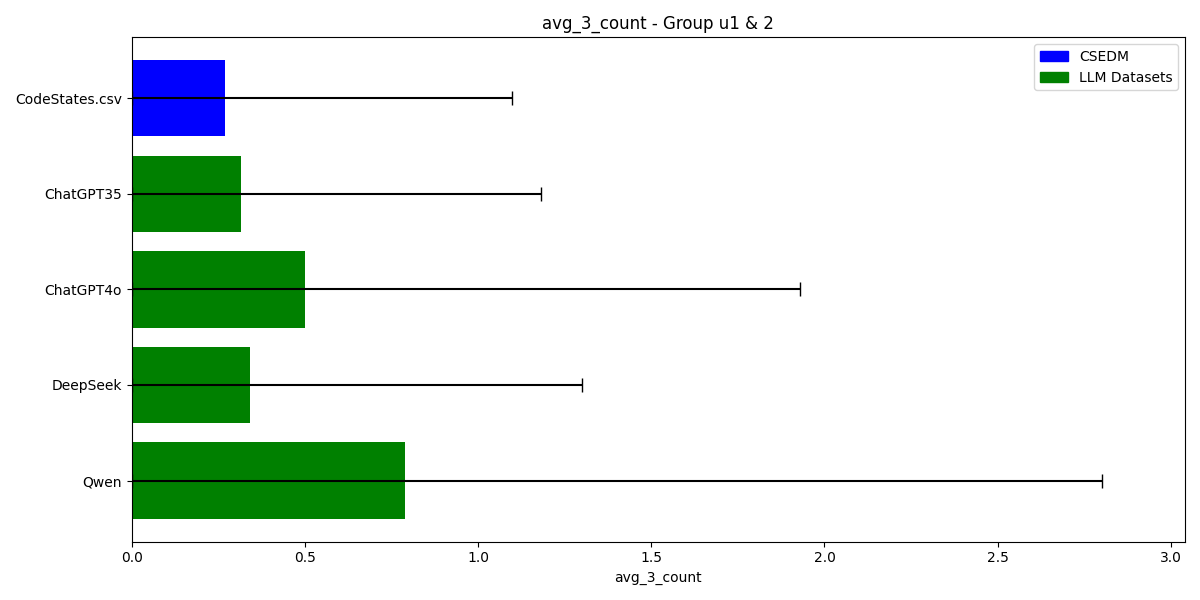 avg_3_count - Group u1 & 2
CSEDM
LLM Datasets
CodeStates.csv
ChatGPT35
ChatGPT4o
DeepSeek
Qwen
0.0 0.5 1.0 1.5 2.0 2.5 3.0
avg_3_count